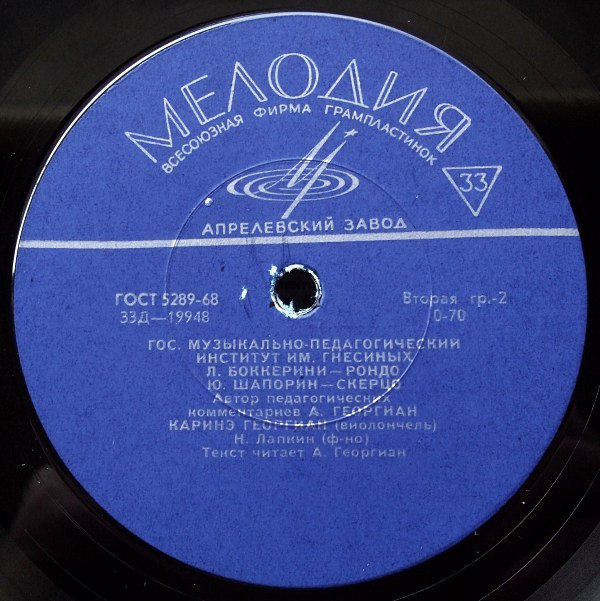 МЕЛОДИЯ
ВСЕСОЮЗНАЯ ФИРМА ГРАМПЛАСТИНОК
33
АПРЕЛЕВСКИЙ ЗАВОД
ГОСТ 5289-68 Вторая гр.-2
33Д—19948 0-70
ГОС. МУЗЫКАЛЬНО-ПЕДАГОГИЧЕСКИЙ
ИНСТИТУТ ИМ. ГНЕСИНЫХ
Л. БОККЕРИНИ — РОНДО
Ю. ШАПОРИН — СКЕРЦО
Автор педагогических
комментариев А. ГЕОРГИАН
КАРИНЭ ГЕОРГИАН (виолончель)
Н. Лапкин (ф-но)
Текст читает А. Георгиан